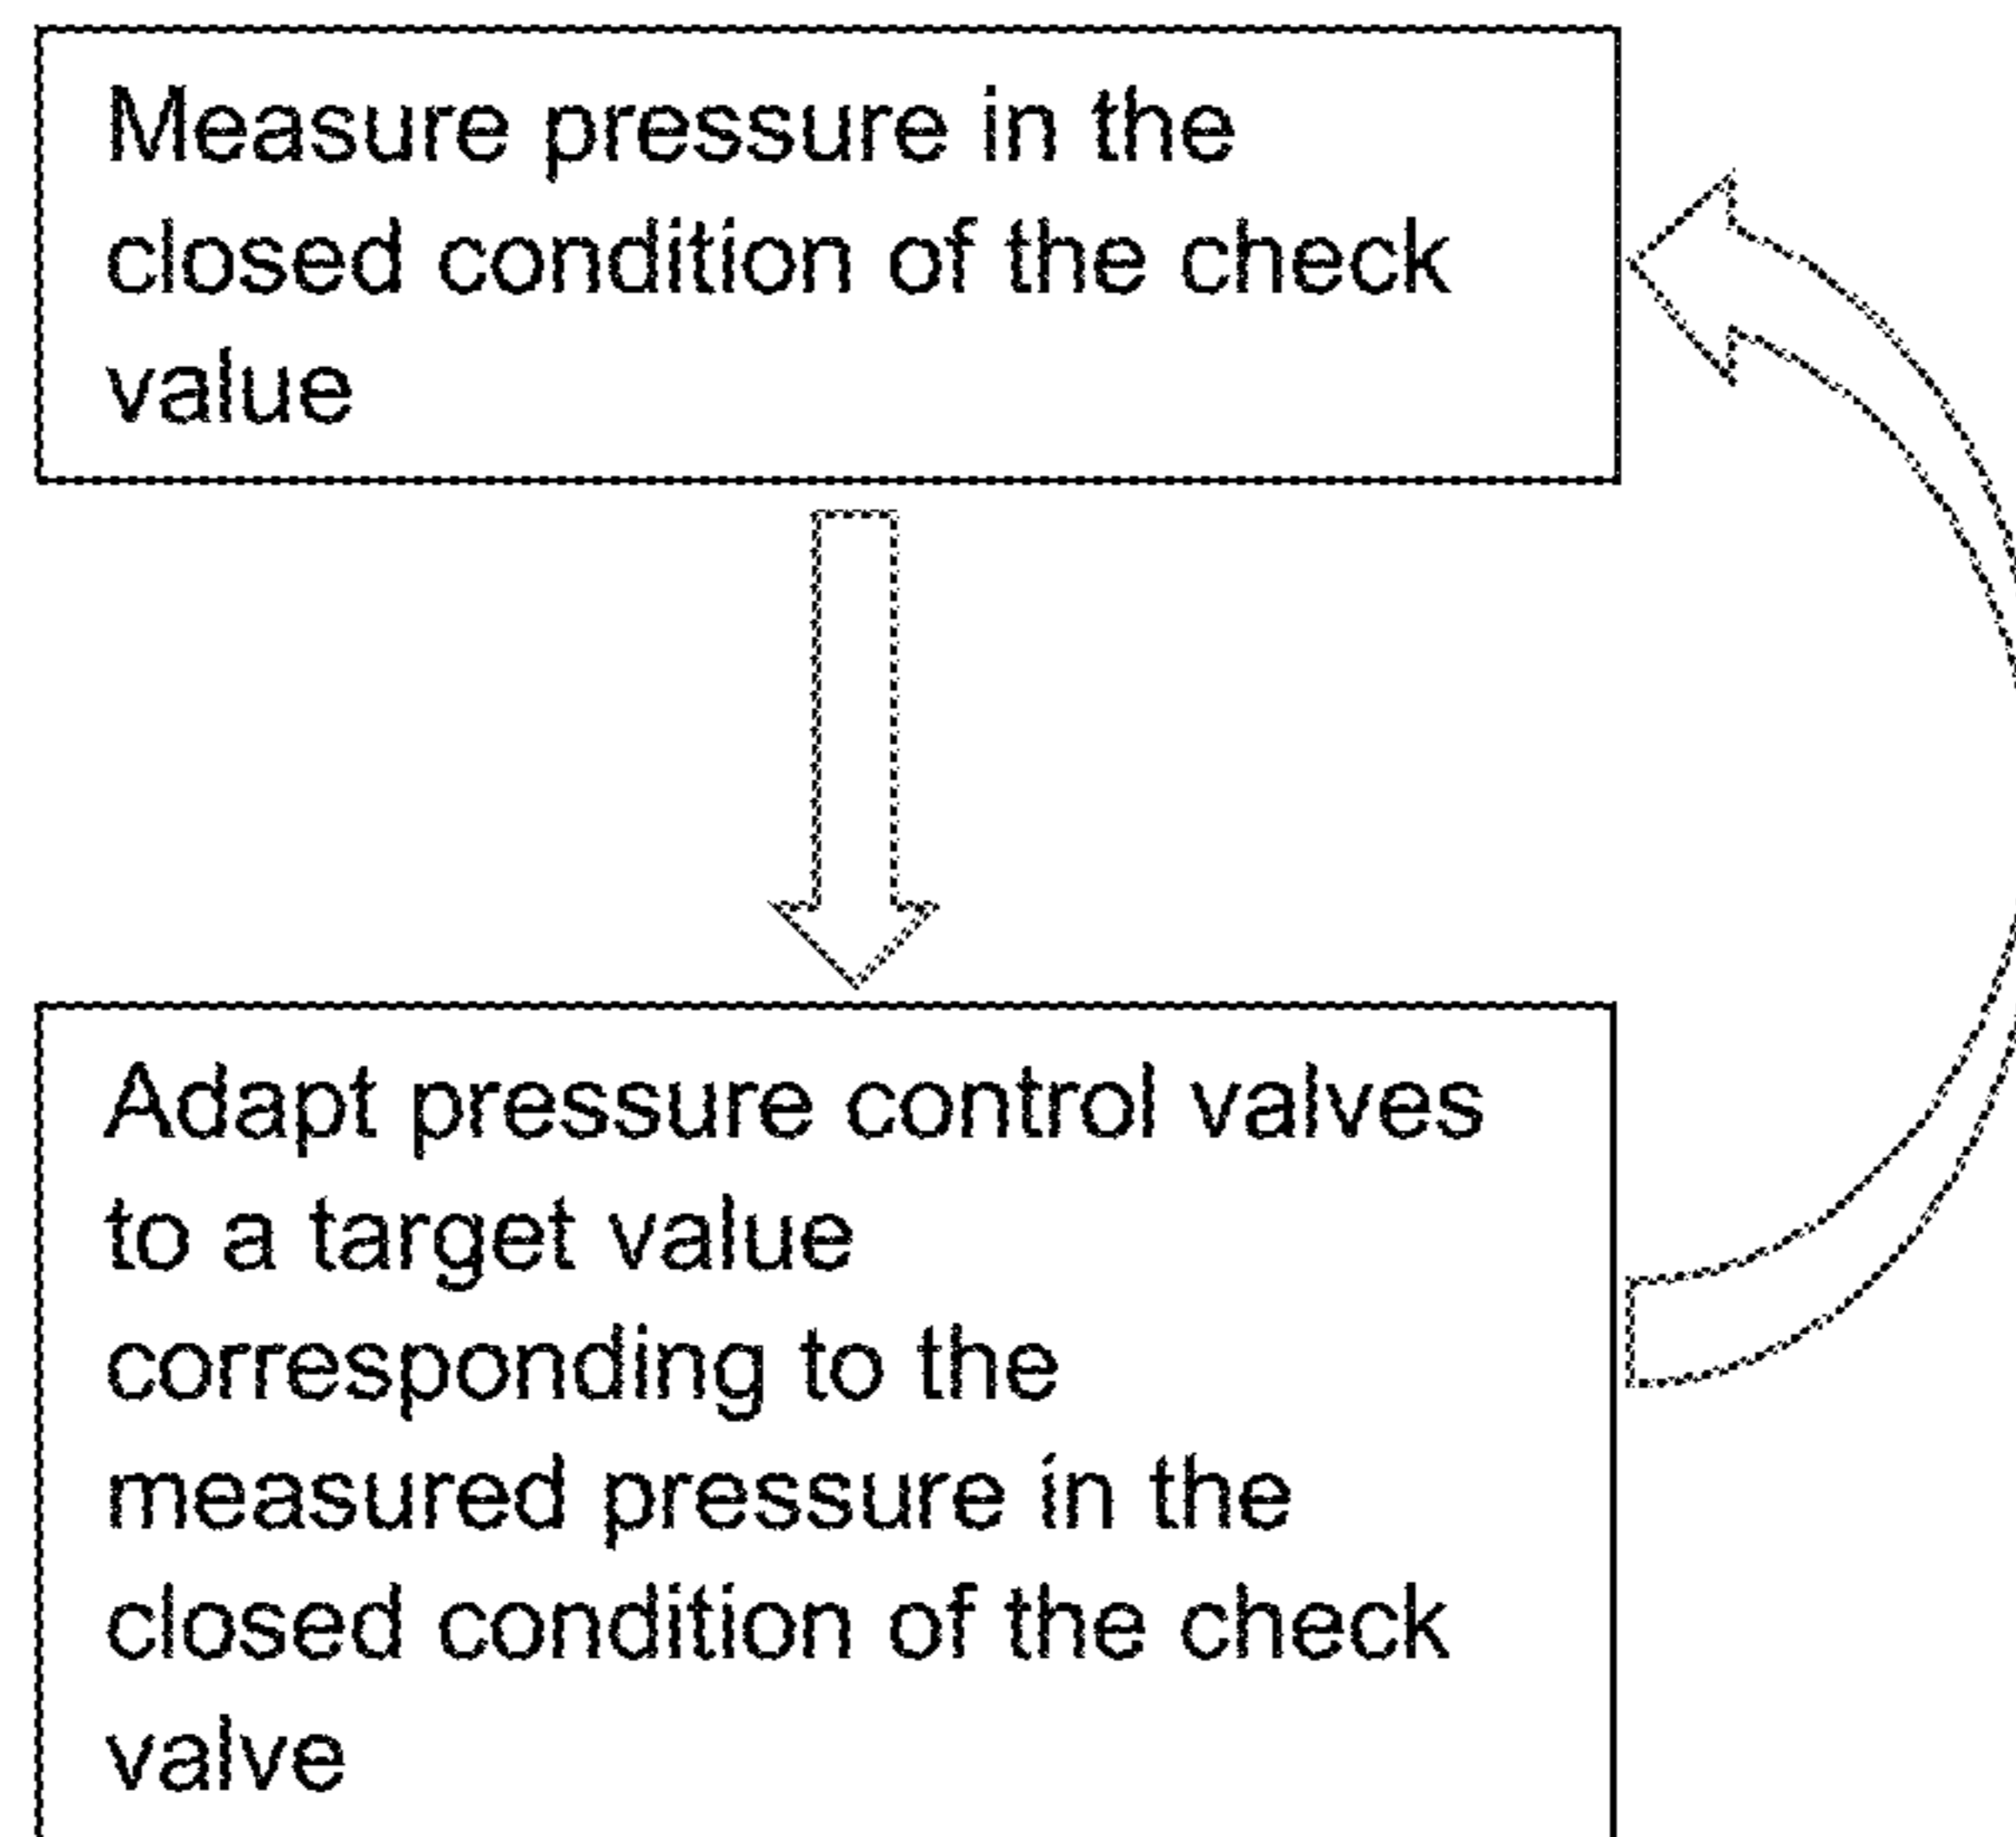 Measure pressure in the
closed condition of the check
value
Adapt pressure control valves
to a target value
corresponding to the
measured pressure in the
closed condition of the check
valve